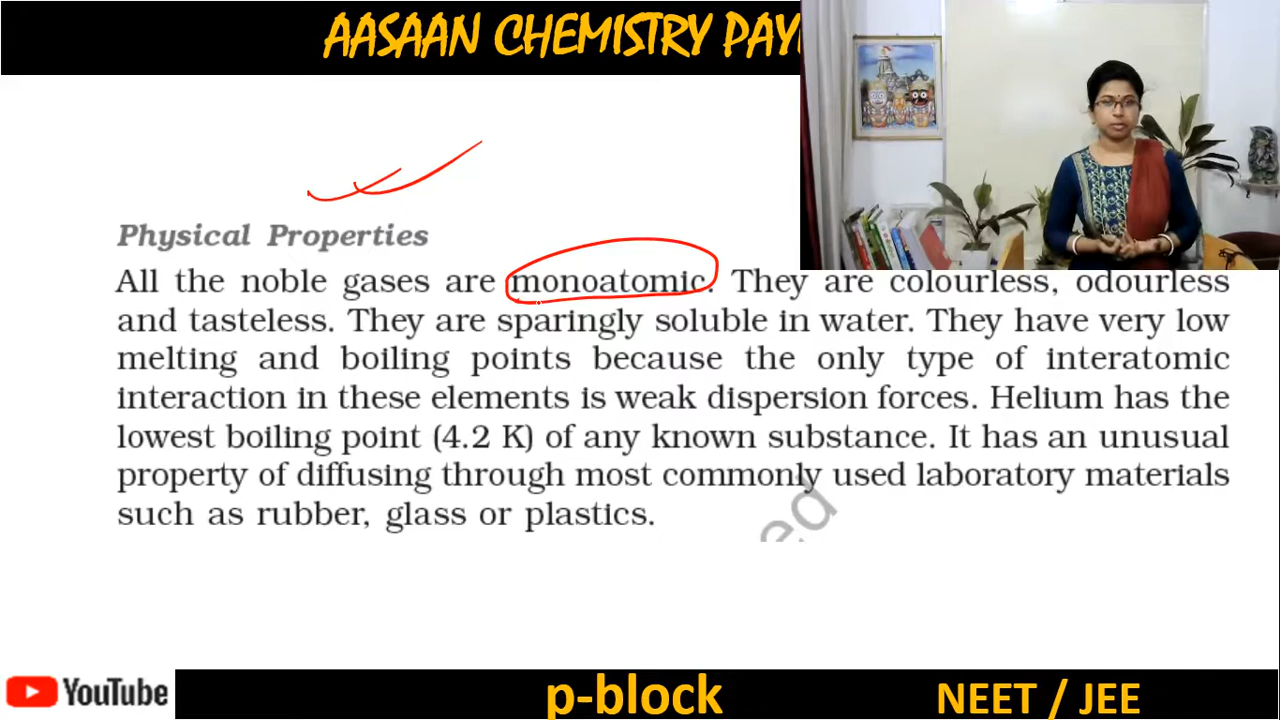 AASAAN CHEMISTRY
Physical Properties
All the noble gases are monoatomic. They are colourless, odourless
and tasteless. They are sparingly soluble in water. They have very low
melting and boiling points because the only type of interatomic
interaction in these elements is weak dispersion forces. Helium has the
lowest boiling point (4.2 K) of any known substance. It has an unusual
property of diffusing through most commonly used laboratory materials
such as rubber, glass or plastics.
YouTube
p-block
NEET / JEE